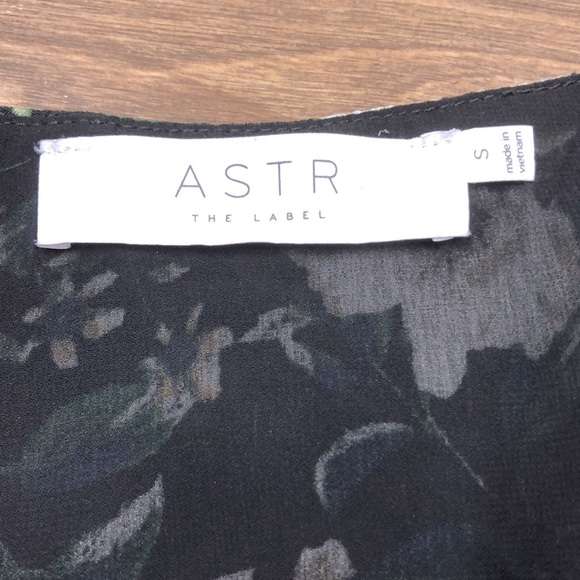 ASTR
THE LABEL
S
made in
vietnam